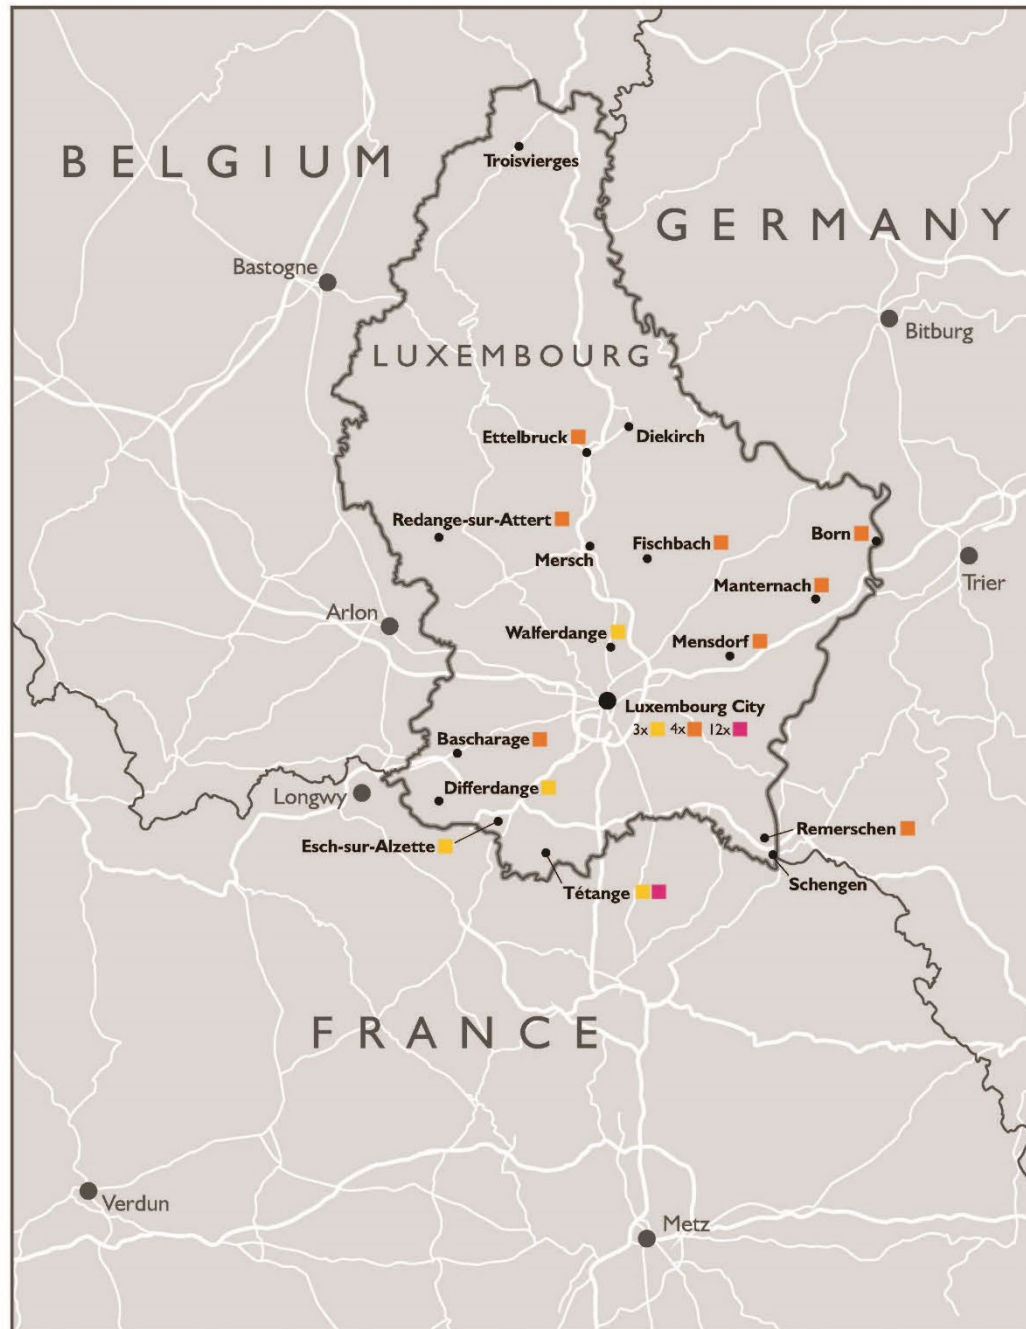 BELGIUM
Troisvierges
GERMANY
Bastogne
Bitburg
LUXEMBOURG
Ettelbruck
Diekirch
Redange-sur-Attert
Mersch
Fischbach
Born
Trier
Manternach
Arlon
Walferdange
Mensdorf
Luxembourg City
3x 4x 12x
Bascharage
Longwy
Differdange
Esch-sur-Alzette
Remerschen
Schengen
Tétange
FRANCE
Verdun
Metz